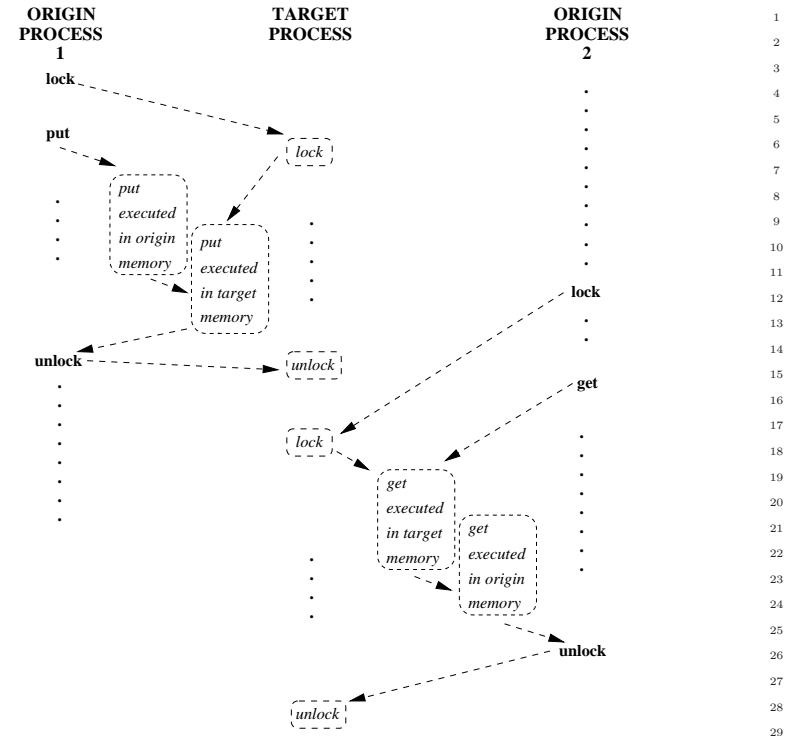 ORIGIN PROCESS 1
TARGET PROCESS
ORIGIN PROCESS 2
lock
put
lock
put
executed
in origin
memory
put
executed
in target
memory
lock
unlock
unlock
get
lock
get
executed
in target
memory
get
executed
in origin
memory
unlock
unlock
1
2
3
4
5
6
7
8
9
10
11
12
13
14
15
16
17
18
19
20
21
22
23
24
25
26
27
28
29